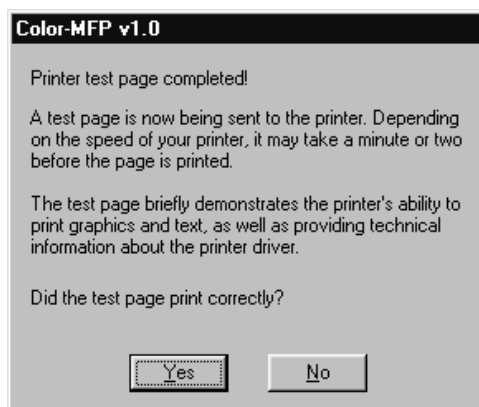 Color-MFP v1.0
Printer test page completed!
A test page is now being sent to the printer. Depending
on the speed of your printer, it may take a minute or two
before the page is printed.
The test page briefly demonstrates the printer's ability to
print graphics and text, as well as providing technical
information about the printer driver.
Did the test page print correctly?
Yes No